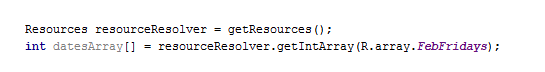 Resources resourceResolver = getResources();
int datesArray[] = resourceResolver.getIntArray(R.array.FebFridays);